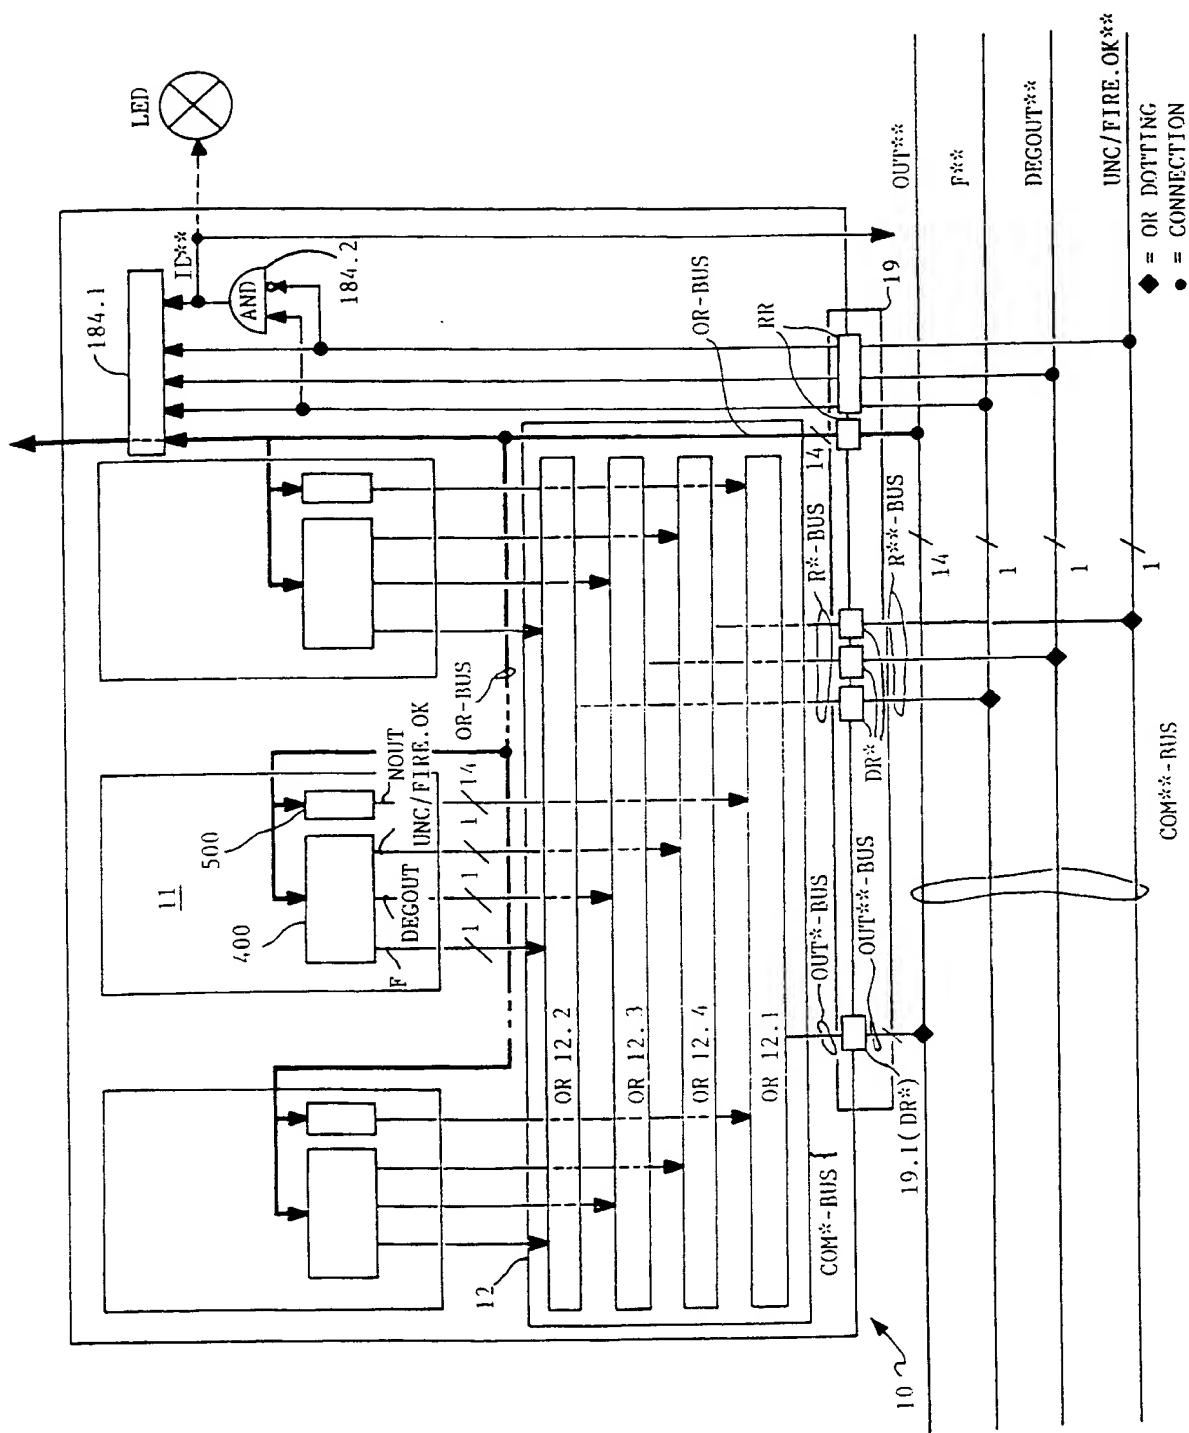 LED
184.1
ID**
AND
184.2
OR-BUS
RR
19
OUT**
F**
DEGOUT**
UNC/FIRE.OK**
◆ = OR DOTTING
● = CONNECTION
14
R*-BUS
R**-BUS
14
1
1
1
OR-BUS
DR*
11
500
400
NOUT
UNC/FIRE.OK
DEGOUT
F
14
1
1
1
OUT*-BUS
OUT**-BUS
COM**-BUS
OR 12.2
OR 12.3
OR 12.4
OR 12.1
12
COM*-BUS {
19.1(DR*)
10